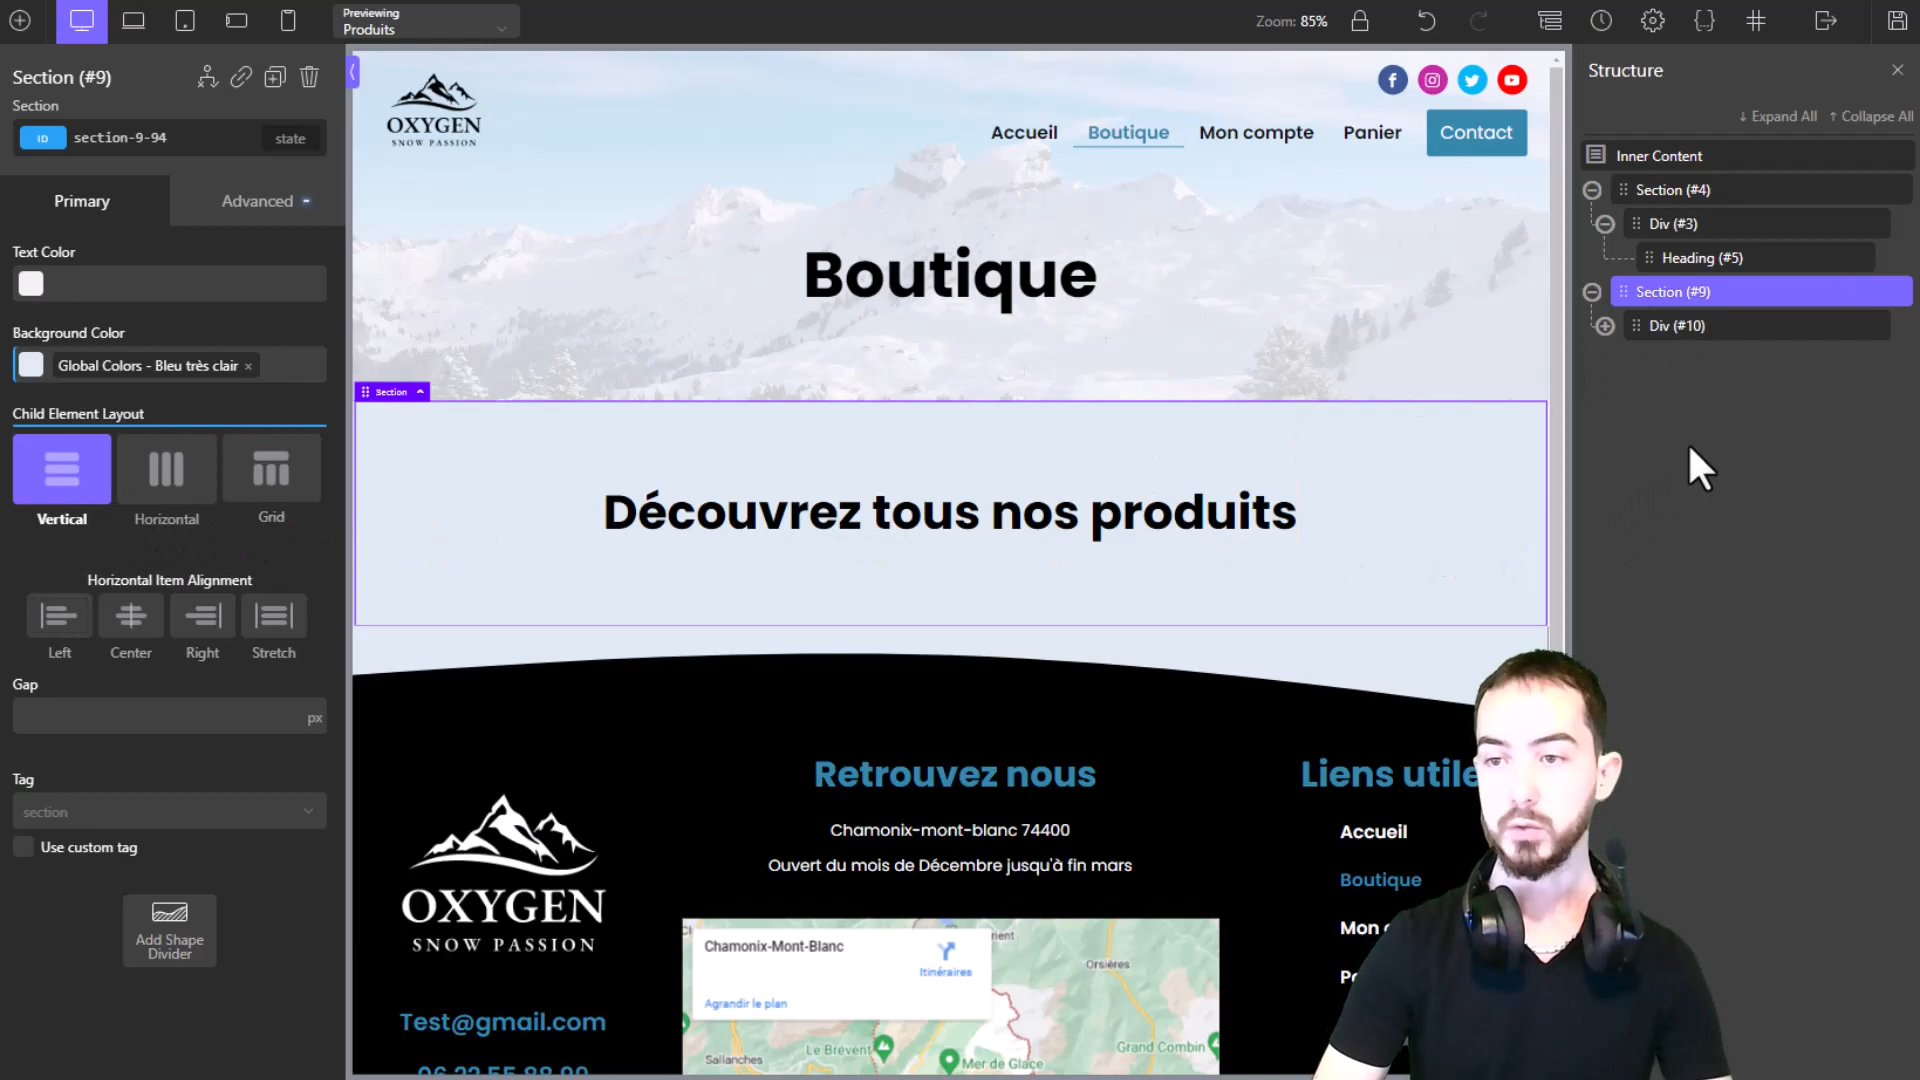 Previewing
Produits
Zoom: 85%
Section (#9)
Section
ID section-9-94 state
Primary
Advanced
Text Color
Background Color
Global Colors - Bleu très clair ×
Child Element Layout
Vertical
Horizontal
Grid
Horizontal Item Alignment
Left
Center
Right
Stretch
Gap
px
Tag
section
Use custom tag
Add Shape
Divider
OXYGEN
SNOW PASSION
Accueil
Boutique
Mon compte
Panier
Contact
Boutique
Section
Découvrez tous nos produits
OXYGEN
SNOW PASSION
Test@gmail.com
06 22 55 88 99
Retrouvez nous
Chamonix-mont-blanc 74400
Ouvert du mois de Décembre jusqu'à fin mars
Chamonix-Mont-Blanc
Itinéraires
Agrandir le plan
Orsières
Sallanches
Le Brévent
Mer de Glace
Grand Combin
Liens utile
Accueil
Boutique
Mon
Structure
↓ Expand All
↑ Collapse All
Inner Content
Section (#4)
Div (#3)
Heading (#5)
Section (#9)
Div (#10)